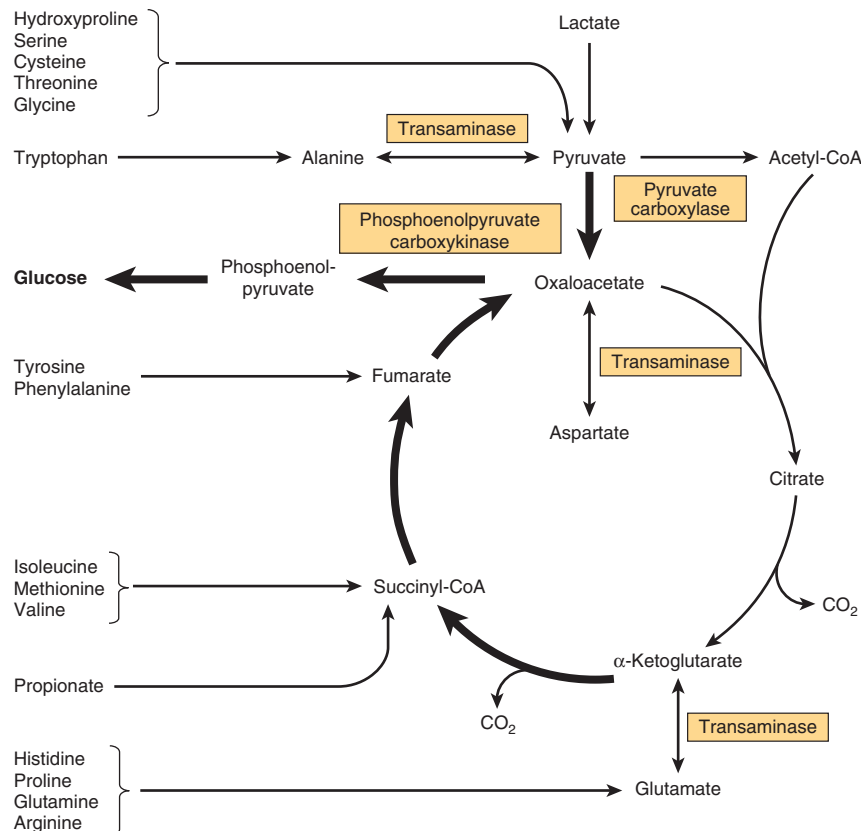 Hydroxyproline
Serine
Cysteine
Threonine
Glycine
Lactate
Transaminase
Tryptophan
Alanine
Pyruvate
Acetyl-CoA
Pyruvate
carboxylase
Phosphoenolpyruvate
carboxykinase
Glucose
Phosphoenol-
pyruvate
Oxaloacetate
Tyrosine
Phenylalanine
Fumarate
Transaminase
Aspartate
Citrate
Isoleucine
Methionine
Valine
Succinyl-CoA
CO₂
α-Ketoglutarate
Propionate
CO₂
Transaminase
Histidine
Proline
Glutamine
Arginine
Glutamate